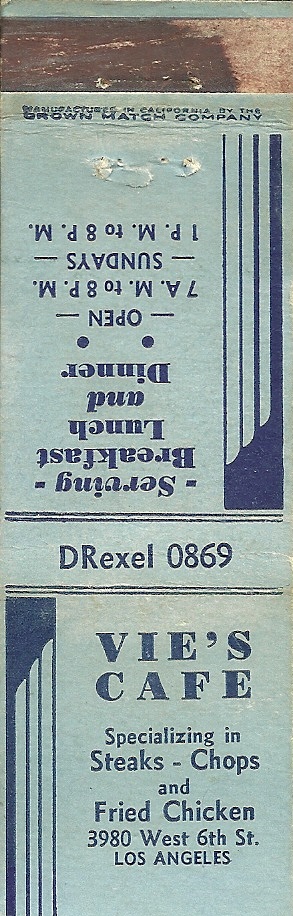 MANUFACTURED IN CALIFORNIA BY THE
CROWN MATCH COMPANY
- Serving -
Breakfast
Lunch
and
Dinner
• •
— OPEN —
7 A. M. to 8 P. M.
— SUNDAYS —
1 P. M. to 8 P. M.
DRexel 0869
VIE'S
CAFE
Specializing in
Steaks - Chops
and
Fried Chicken
3980 West 6th St.
LOS ANGELES